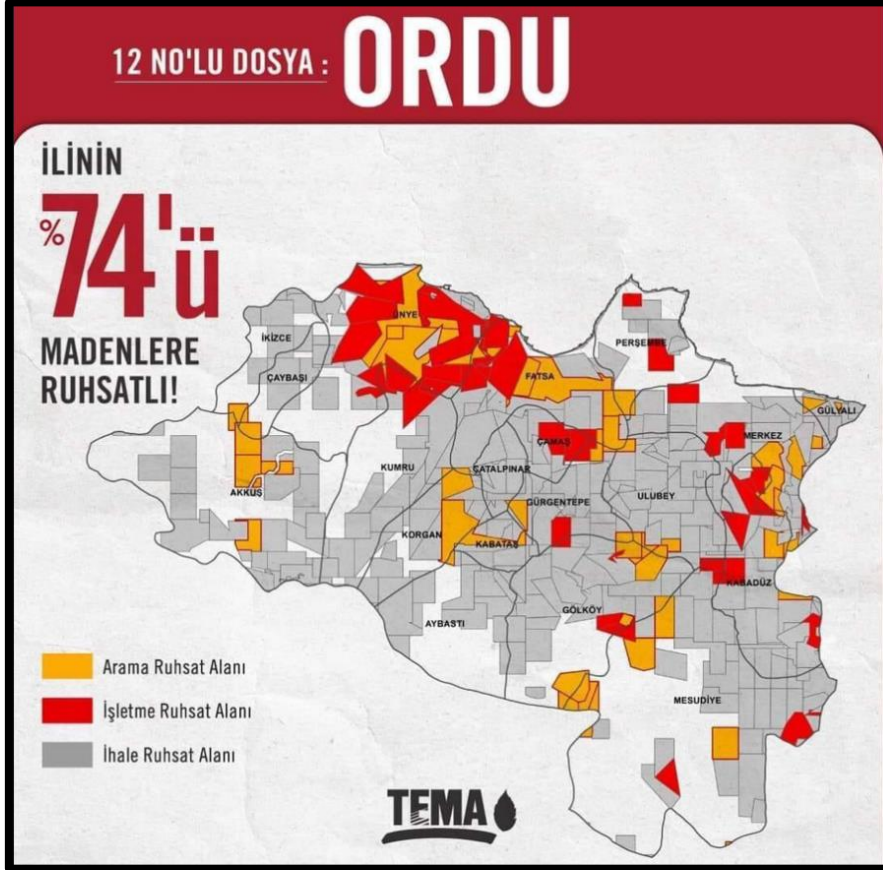 12 NO'LU DOSYA : ORDU
İLİNİN
%74'ü
MADENLERE
RUHSATLI!
ÜNYE
PERŞEMBE
İKİZCE
FATSA
ÇAYBAŞI
GÜLYALI
ÇAMAŞ
MERKEZ
KUMRU
ÇATALPINAR
AKKUŞ
ULUBEY
GÜRGENTEPE
KORGAN
KABATAŞ
KABADÜZ
GÖLKÖY
AYBASTI
MESUDİYE
Arama Ruhsat Alanı
İşletme Ruhsat Alanı
İhale Ruhsat Alanı
TEMA